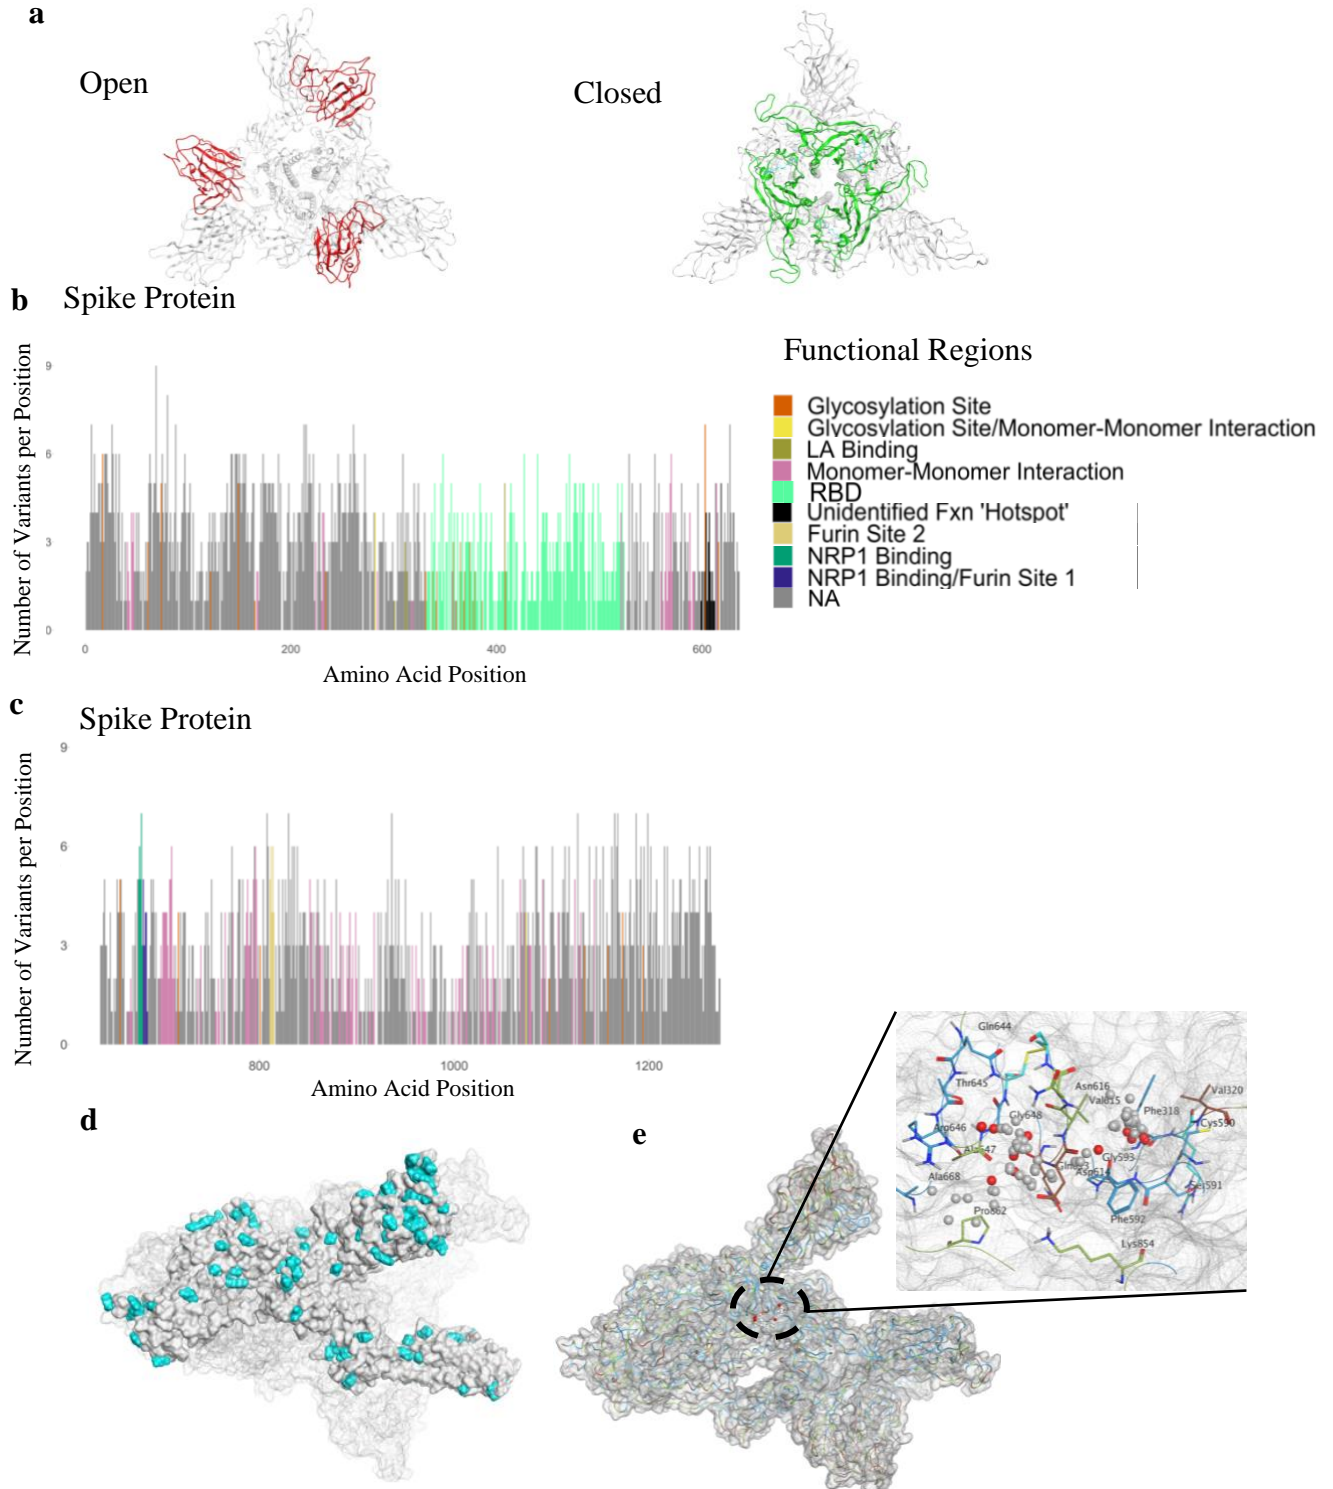 a
Open
Closed
b Spike Protein
Number of Variants per Position
9
6
3
0
0
200
400
600
Amino Acid Position
Functional Regions
Glycosylation Site
Glycosylation Site/Monomer-Monomer Interaction
LA Binding
Monomer-Monomer Interaction
RBD
Unidentified Fxn 'Hotspot'
Furin Site 2
NRP1 Binding
NRP1 Binding/Furin Site 1
NA
c
Spike Protein
Number of Variants per Position
9
6
3
0
800
1000
1200
Amino Acid Position
d
e
Gln644
Thr645
Asn616
Val615
Val320
Gly648
Phe318
Cys590
Arg646
Gly593
Ala668
Asn614
Ser591
Pro862
Phe592
Lys854